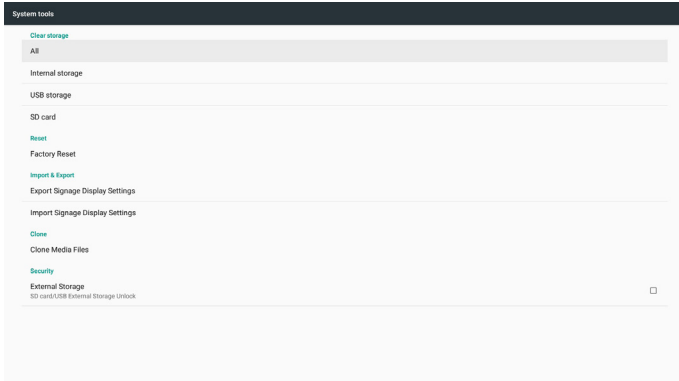 System tools
Clear storage
All
Internal storage
USB storage
SD card
Reset
Factory Reset
Import & Export
Export Signage Display Settings
Import Signage Display Settings
Clone
Clone Media Files
Security
External Storage
SD card/USB External Storage Unlock